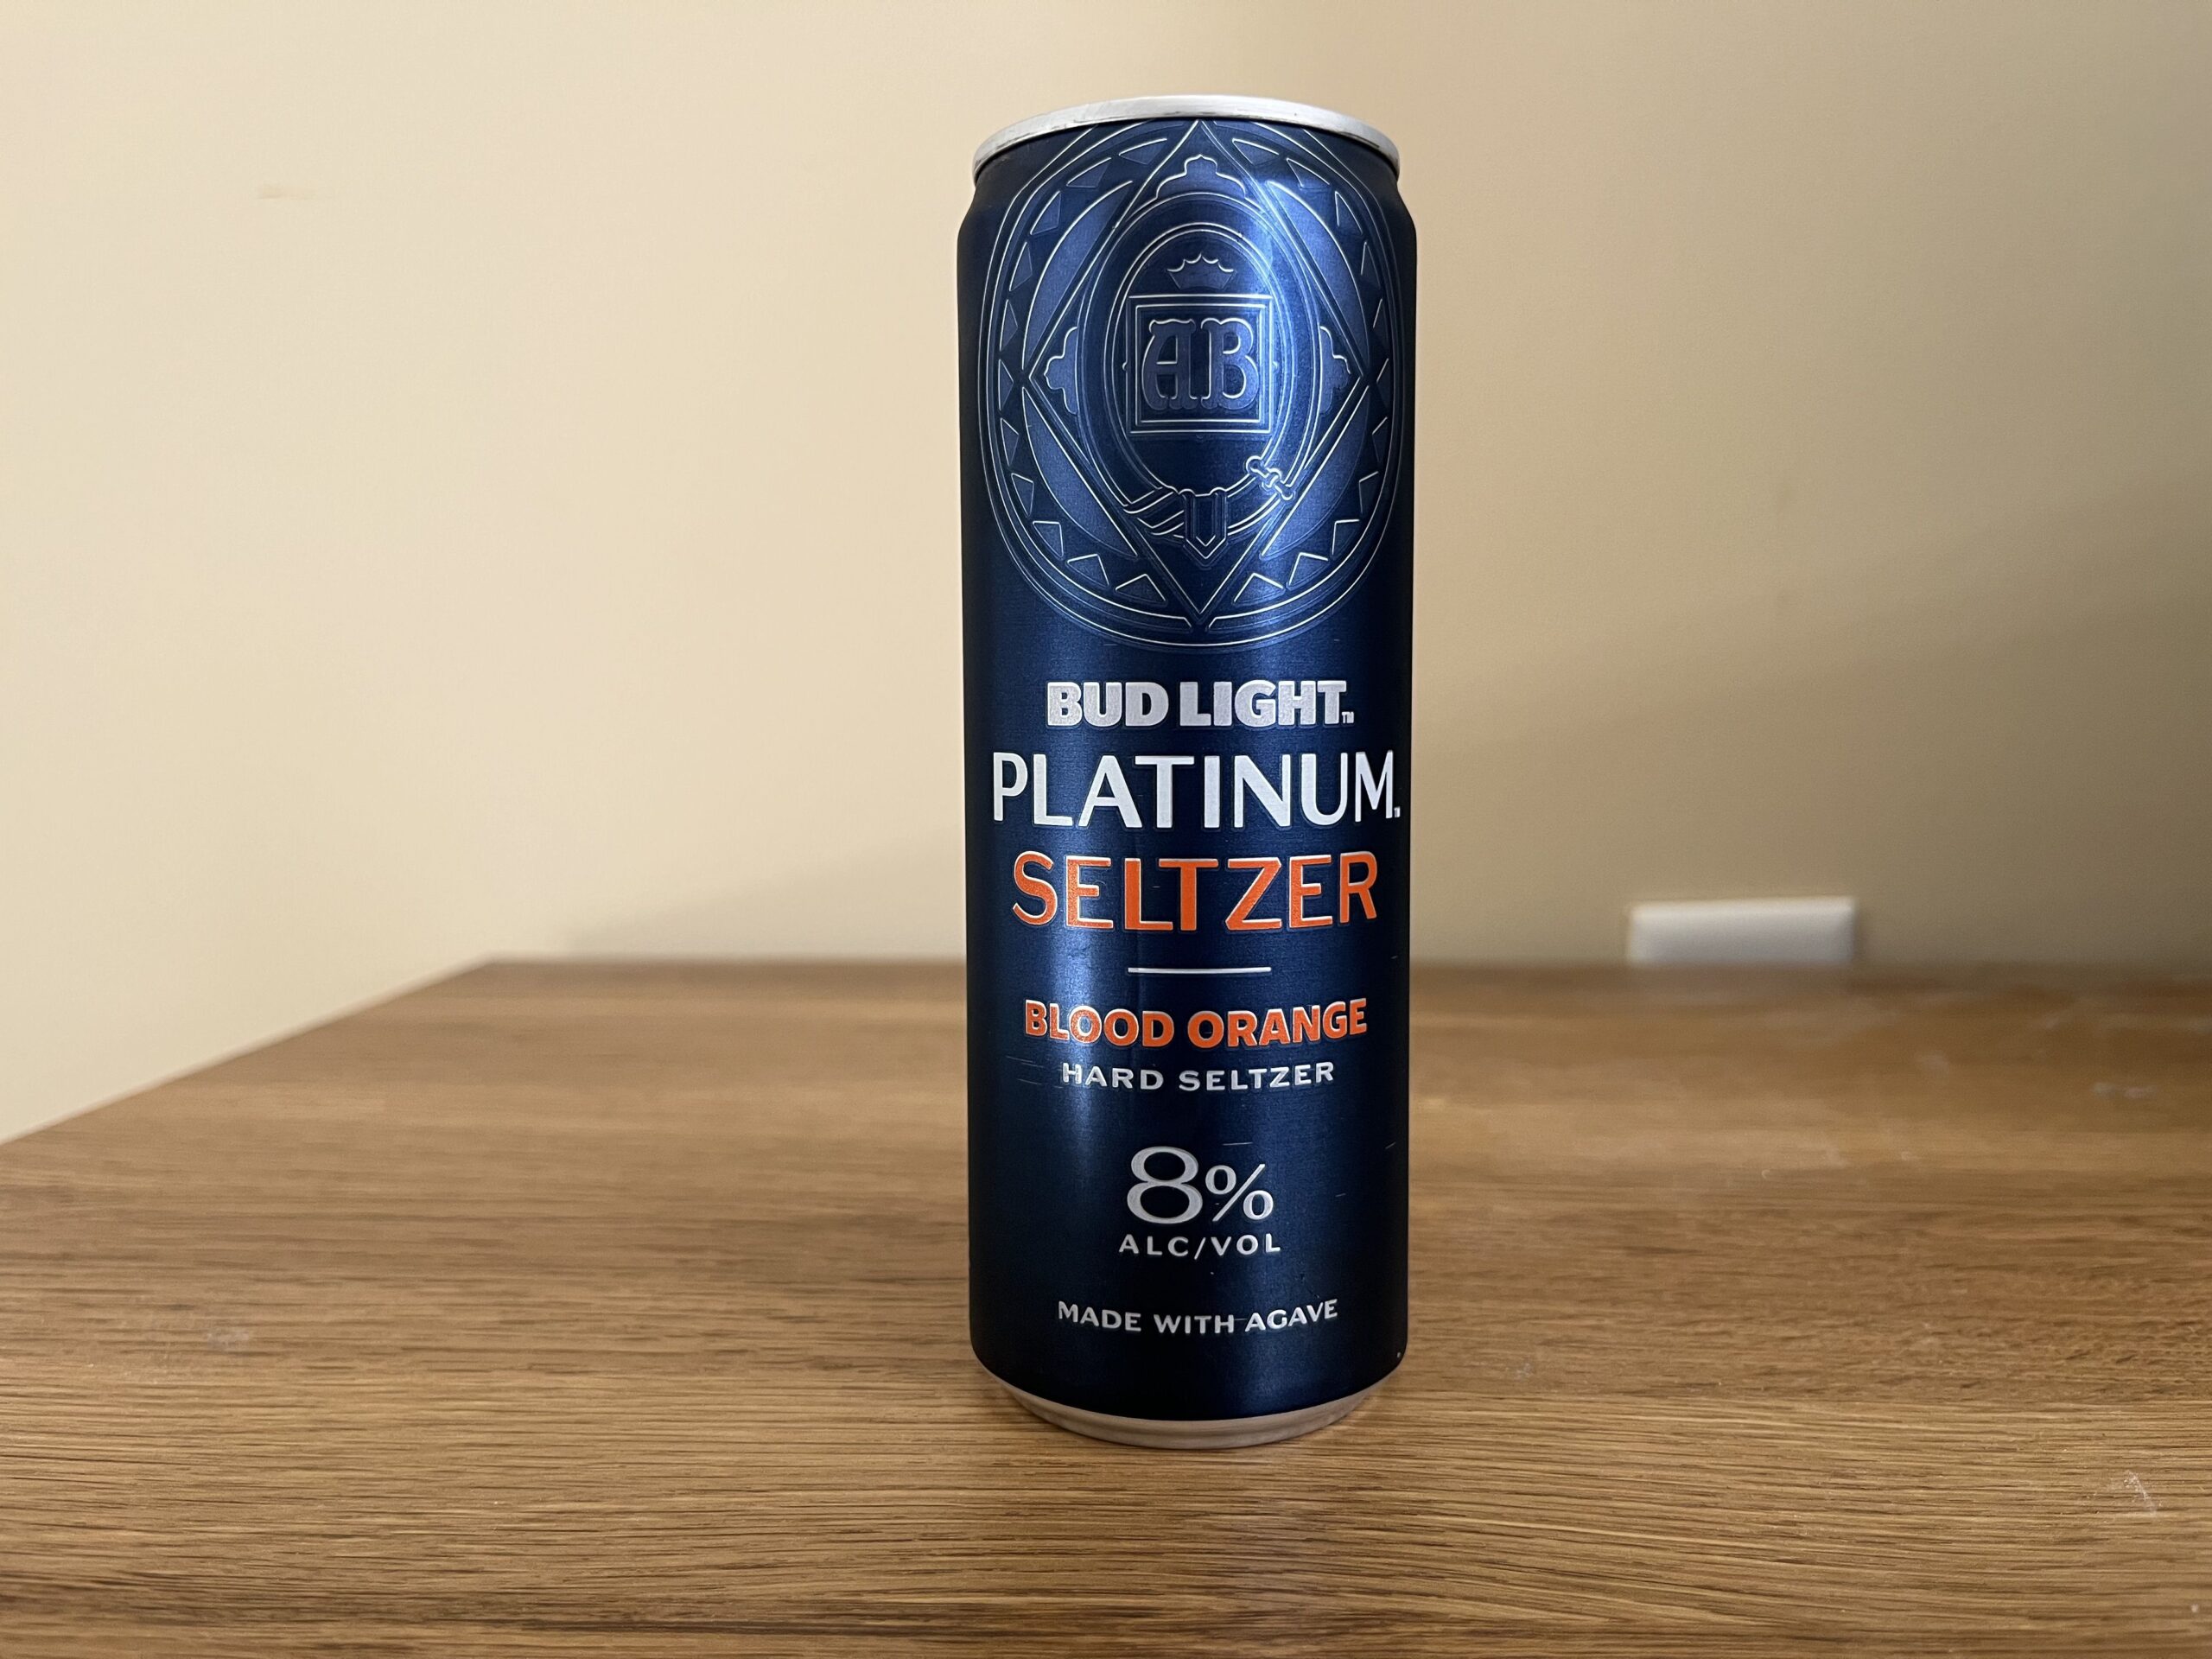 AB
BUD LIGHT™
PLATINUM™
SELTZER
BLOOD ORANGE
HARD SELTZER
8%
ALC/VOL
MADE WITH AGAVE